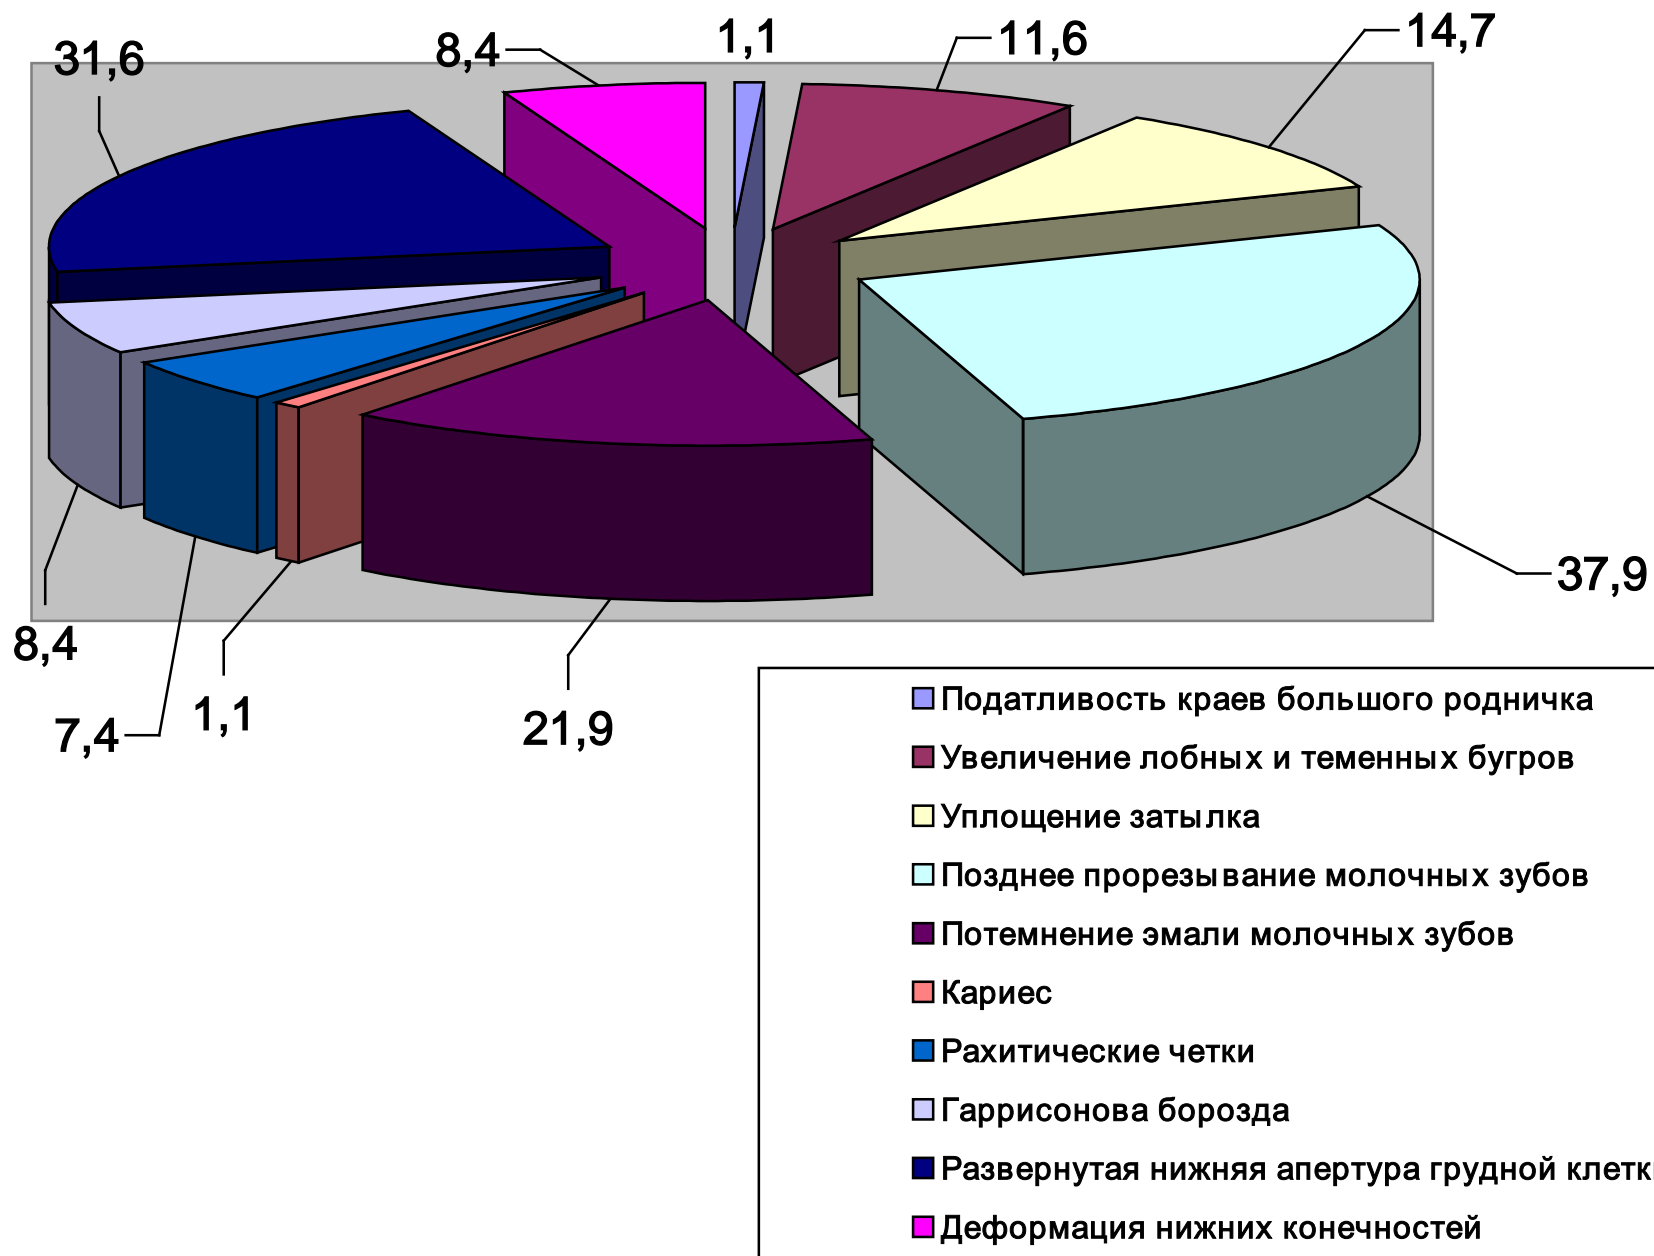 31,6
8,4
1,1
11,6
14,7
37,9
8,4
7,4
1,1
21,9
Податливость краев большого родничка
Увеличение лобных и теменных бугров
Уплощение затылка
Позднее прорезывание молочных зубов
Потемнение эмали молочных зубов
Кариес
Рахитические четки
Гаррисонова борозда
Развернутая нижняя апертура грудной клетк
Деформация нижних конечностей